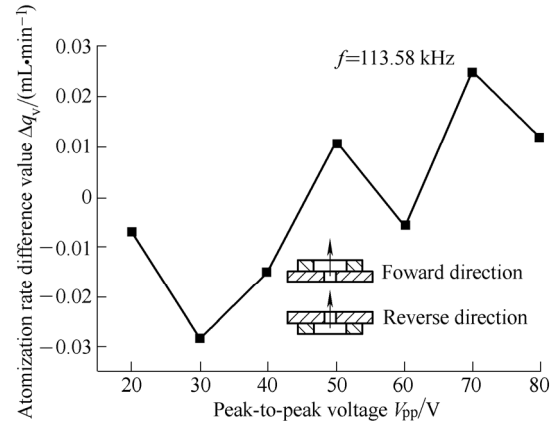 Atomization rate difference value Δqᵥ/(mL•min⁻¹)
0.03
0.02
0.01
0
−0.01
−0.02
−0.03
f=113.58 kHz
Foward direction
Reverse direction
20 30 40 50 60 70 80
Peak-to-peak voltage Vpp/V